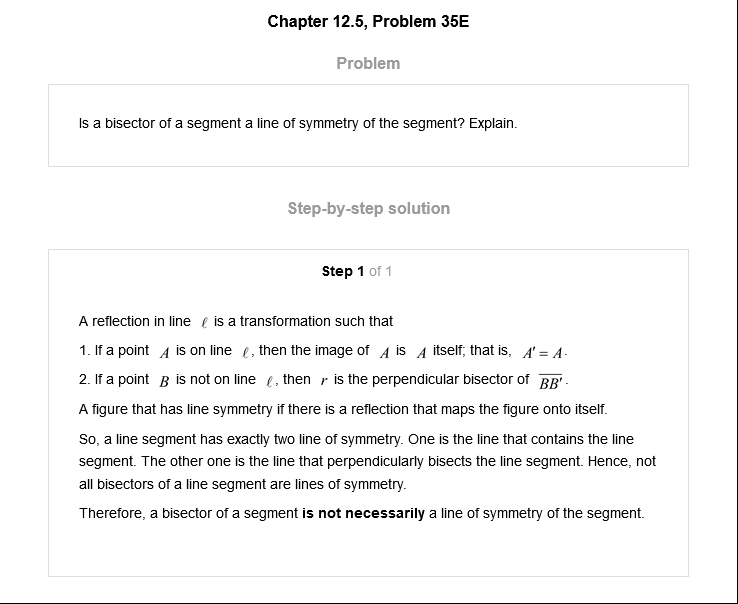 Chapter 12.5, Problem 35E
Problem
Is a bisector of a segment a line of symmetry of the segment? Explain.
Step-by-step solution
Step 1 of 1
A reflection in line ℓ is a transformation such that
1. If a point A is on line ℓ, then the image of A is A itself; that is, A' = A.
2. If a point B is not on line ℓ, then r is the perpendicular bisector of \overline{BB'}.
A figure that has line symmetry if there is a reflection that maps the figure onto itself.
So, a line segment has exactly two line of symmetry. One is the line that contains the line
segment. The other one is the line that perpendicularly bisects the line segment. Hence, not
all bisectors of a line segment are lines of symmetry.
Therefore, a bisector of a segment is not necessarily a line of symmetry of the segment.